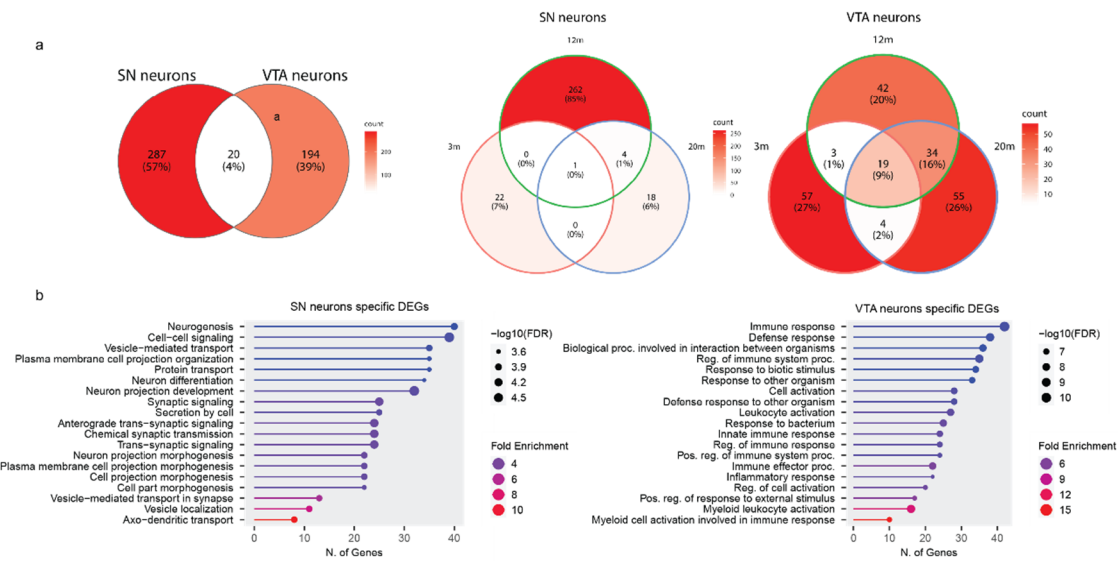 a
SN neurons
VTA neurons
a
287
(57%)
20
(4%)
194
(39%)
count
200
100
SN neurons
12m
262
(85%)
3m
20m
0
(0%)
1
(0%)
4
(1%)
22
(7%)
18
(6%)
0
(0%)
count
250
200
150
100
50
0
VTA neurons
12m
42
(20%)
3m
20m
3
(1%)
19
(9%)
34
(16%)
57
(27%)
55
(26%)
4
(2%)
count
50
40
30
20
10
b
SN neurons specific DEGs
Neurogenesis
Cell-cell signaling
Vesicle-mediated transport
Plasma membrane cell projection organization
Protein transport
Neuron differentiation
Neuron projection development
Synaptic signaling
Secretion by cell
Anterograde trans-synaptic signaling
Chemical synaptic transmission
Trans-synaptic signaling
Neuron projection morphogenesis
Plasma membrane cell projection morphogenesis
Cell projection morphogenesis
Cell part morphogenesis
Vesicle-mediated transport in synapse
Vesicle localization
Axo-dendritic transport
0 10 20 30 40
N. of Genes
-log10(FDR)
3.6
3.9
4.2
4.5
Fold Enrichment
4
6
8
10
VTA neurons specific DEGs
Immune response
Defense response
Biological proc. involved in interaction between organisms
Reg. of immune system proc.
Response to biotic stimulus
Response to other organism
Cell activation
Defense response to other organism
Leukocyte activation
Response to bacterium
Innate immune response
Reg. of immune response
Pos. reg. of immune system proc.
Immune effector proc.
Inflammatory response
Reg. of cell activation
Pos. reg. of response to external stimulus
Myeloid leukocyte activation
Myeloid cell activation involved in immune response
0 10 20 30 40
N. of Genes
-log10(FDR)
7
8
9
10
Fold Enrichment
6
9
12
15